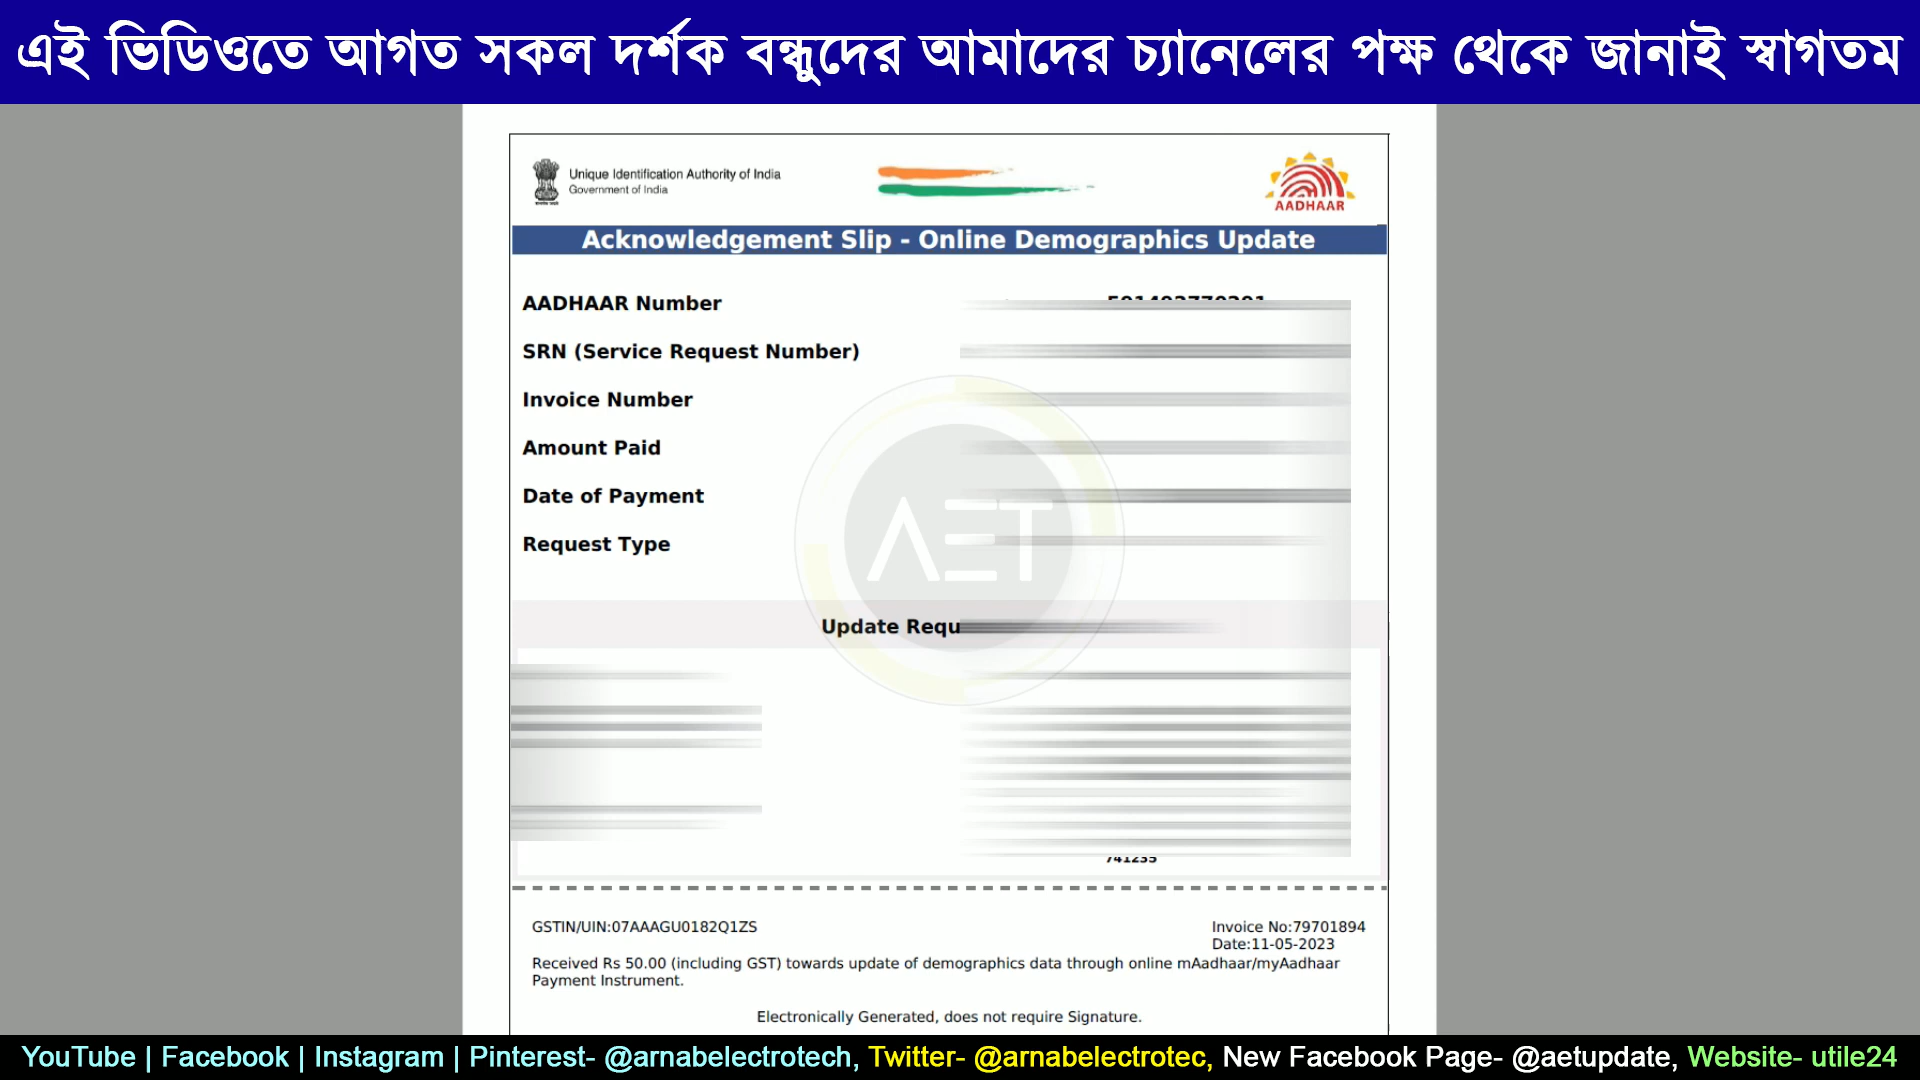 এই ভিডিওতে আগত সকল দর্শক বন্ধুদের আমাদের চ্যানেলের পক্ষ থেকে জানাই স্বাগতম
Unique Identification Authority of India
Government of India
AADHAAR
Acknowledgement Slip - Online Demographics Update
AADHAAR Number
SRN (Service Request Number)
Invoice Number
Amount Paid
Date of Payment
Request Type
AET
Update Requ
GSTIN/UIN:07AAAGU0182Q1ZS
Invoice No:79701894
Date:11-05-2023
Received Rs 50.00 (including GST) towards update of demographics data through online mAadhaar/myAadhaar
Payment Instrument.
Electronically Generated, does not require Signature.
YouTube | Facebook | Instagram | Pinterest- @arnabelectrotech, Twitter- @arnabelectrotec, New Facebook Page- @aetupdate, Website- utile24